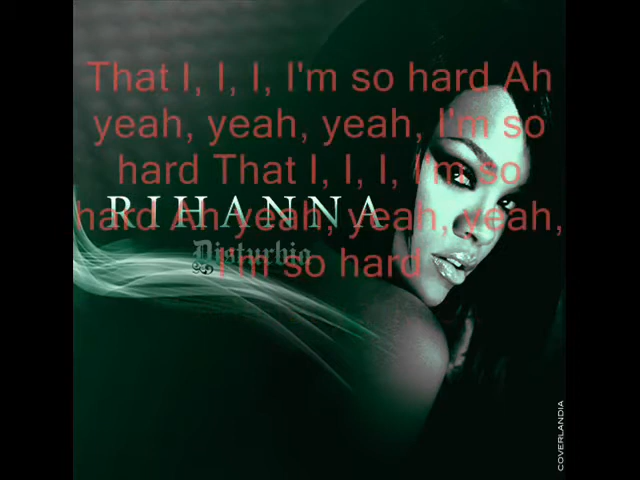 That I, I, I, I'm so hard Ah
yeah, yeah, yeah, I'm so
hard That I, I, I, I'm so
hard Ah yeah, yeah, yeah,
I'm so hard
RIHANNA
Disturbia
COVERLANDIA